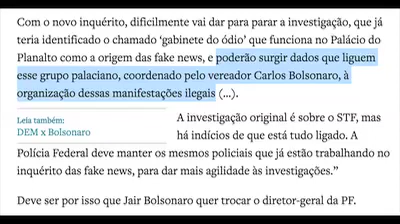 Com o novo inquérito, dificilmente vai dar para parar a investigação, que já
teria identificado o chamado ‘gabinete do ódio’ que funciona no Palácio do
Planalto como a origem das fake news, e poderão surgir dados que liguem
esse grupo palaciano, coordenado pelo vereador Carlos Bolsonaro, à
organização dessas manifestações ilegais (...).
Leia também:
DEM x Bolsonaro
A investigação original é sobre o STF, mas
há indícios de que está tudo ligado. A
Polícia Federal deve manter os mesmos policiais que já estão trabalhando no
inquérito das fake news, para dar mais agilidade às investigações.”
Deve ser por isso que Jair Bolsonaro quer trocar o diretor-geral da PF.